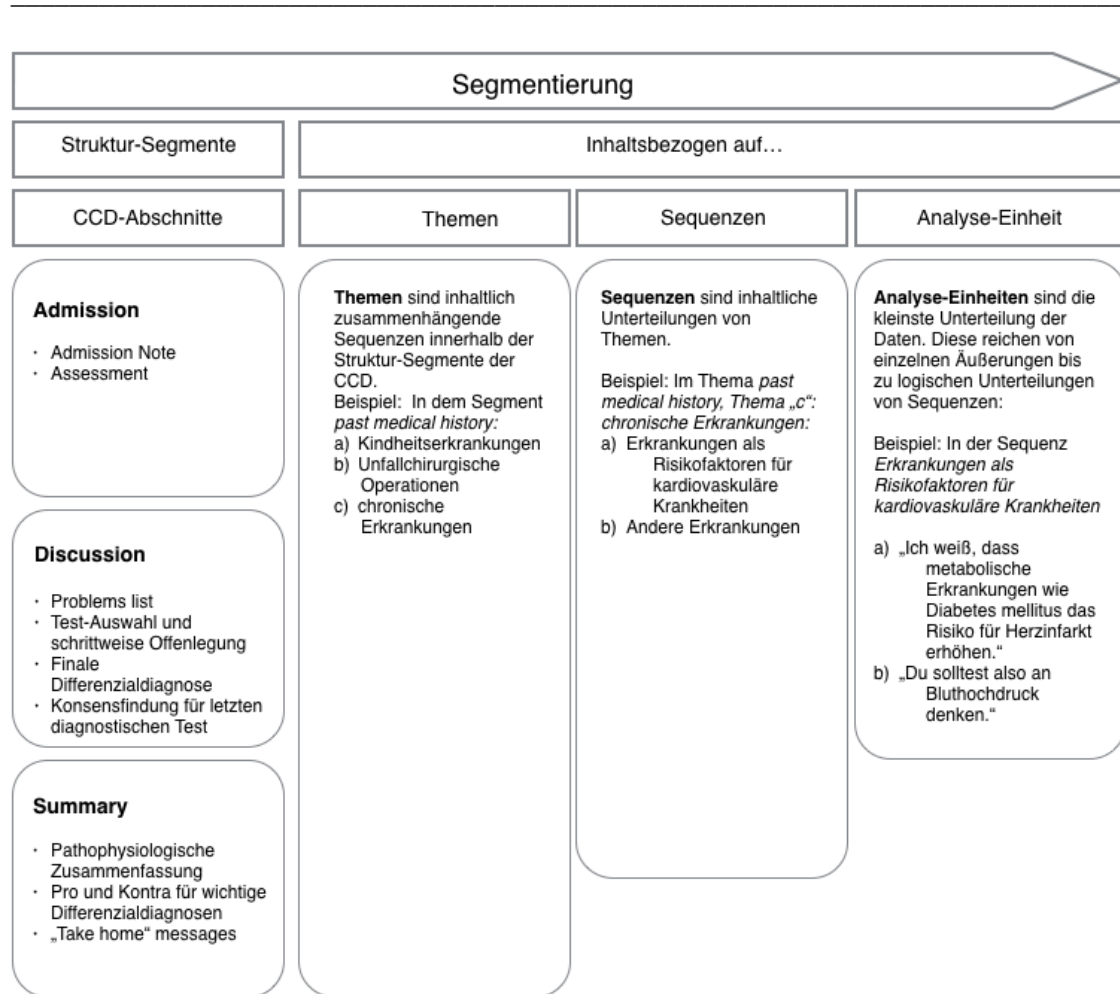 Segmentierung
Struktur-Segmente
Inhaltsbezogen auf…
CCD-Abschnitte
Themen
Sequenzen
Analyse-Einheit
Admission
· Admission Note
· Assessment
Discussion
· Problems list
· Test-Auswahl und
schrittweise Offenlegung
· Finale
Differenzialdiagnose
· Konsensfindung für letzten
diagnostischen Test
Summary
· Pathophysiologische
Zusammenfassung
· Pro und Kontra für wichtige
Differenzialdiagnosen
· „Take home“ messages
Themen sind inhaltlich
zusammenhängende
Sequenzen innerhalb der
Struktur-Segmente der
CCD.
Beispiel: In dem Segment
past medical history:
a) Kindheitserkrankungen
b) Unfallchirurgische
Operationen
c) chronische
Erkrankungen
Sequenzen sind inhaltliche
Unterteilungen von
Themen.
Beispiel: Im Thema past
medical history, Thema „c“:
chronische Erkrankungen:
a) Erkrankungen als
Risikofaktoren für
kardiovaskuläre
Krankheiten
b) Andere Erkrankungen
Analyse-Einheiten sind die
kleinste Unterteilung der
Daten. Diese reichen von
einzelnen Äußerungen bis
zu logischen Unterteilungen
von Sequenzen:
Beispiel: In der Sequenz
Erkrankungen als
Risikofaktoren für
kardiovaskuläre Krankheiten
a) „Ich weiß, dass
metabolische
Erkrankungen wie
Diabetes mellitus das
Risiko für Herzinfarkt
erhöhen.“
b) „Du solltest also an
Bluthochdruck
denken.“